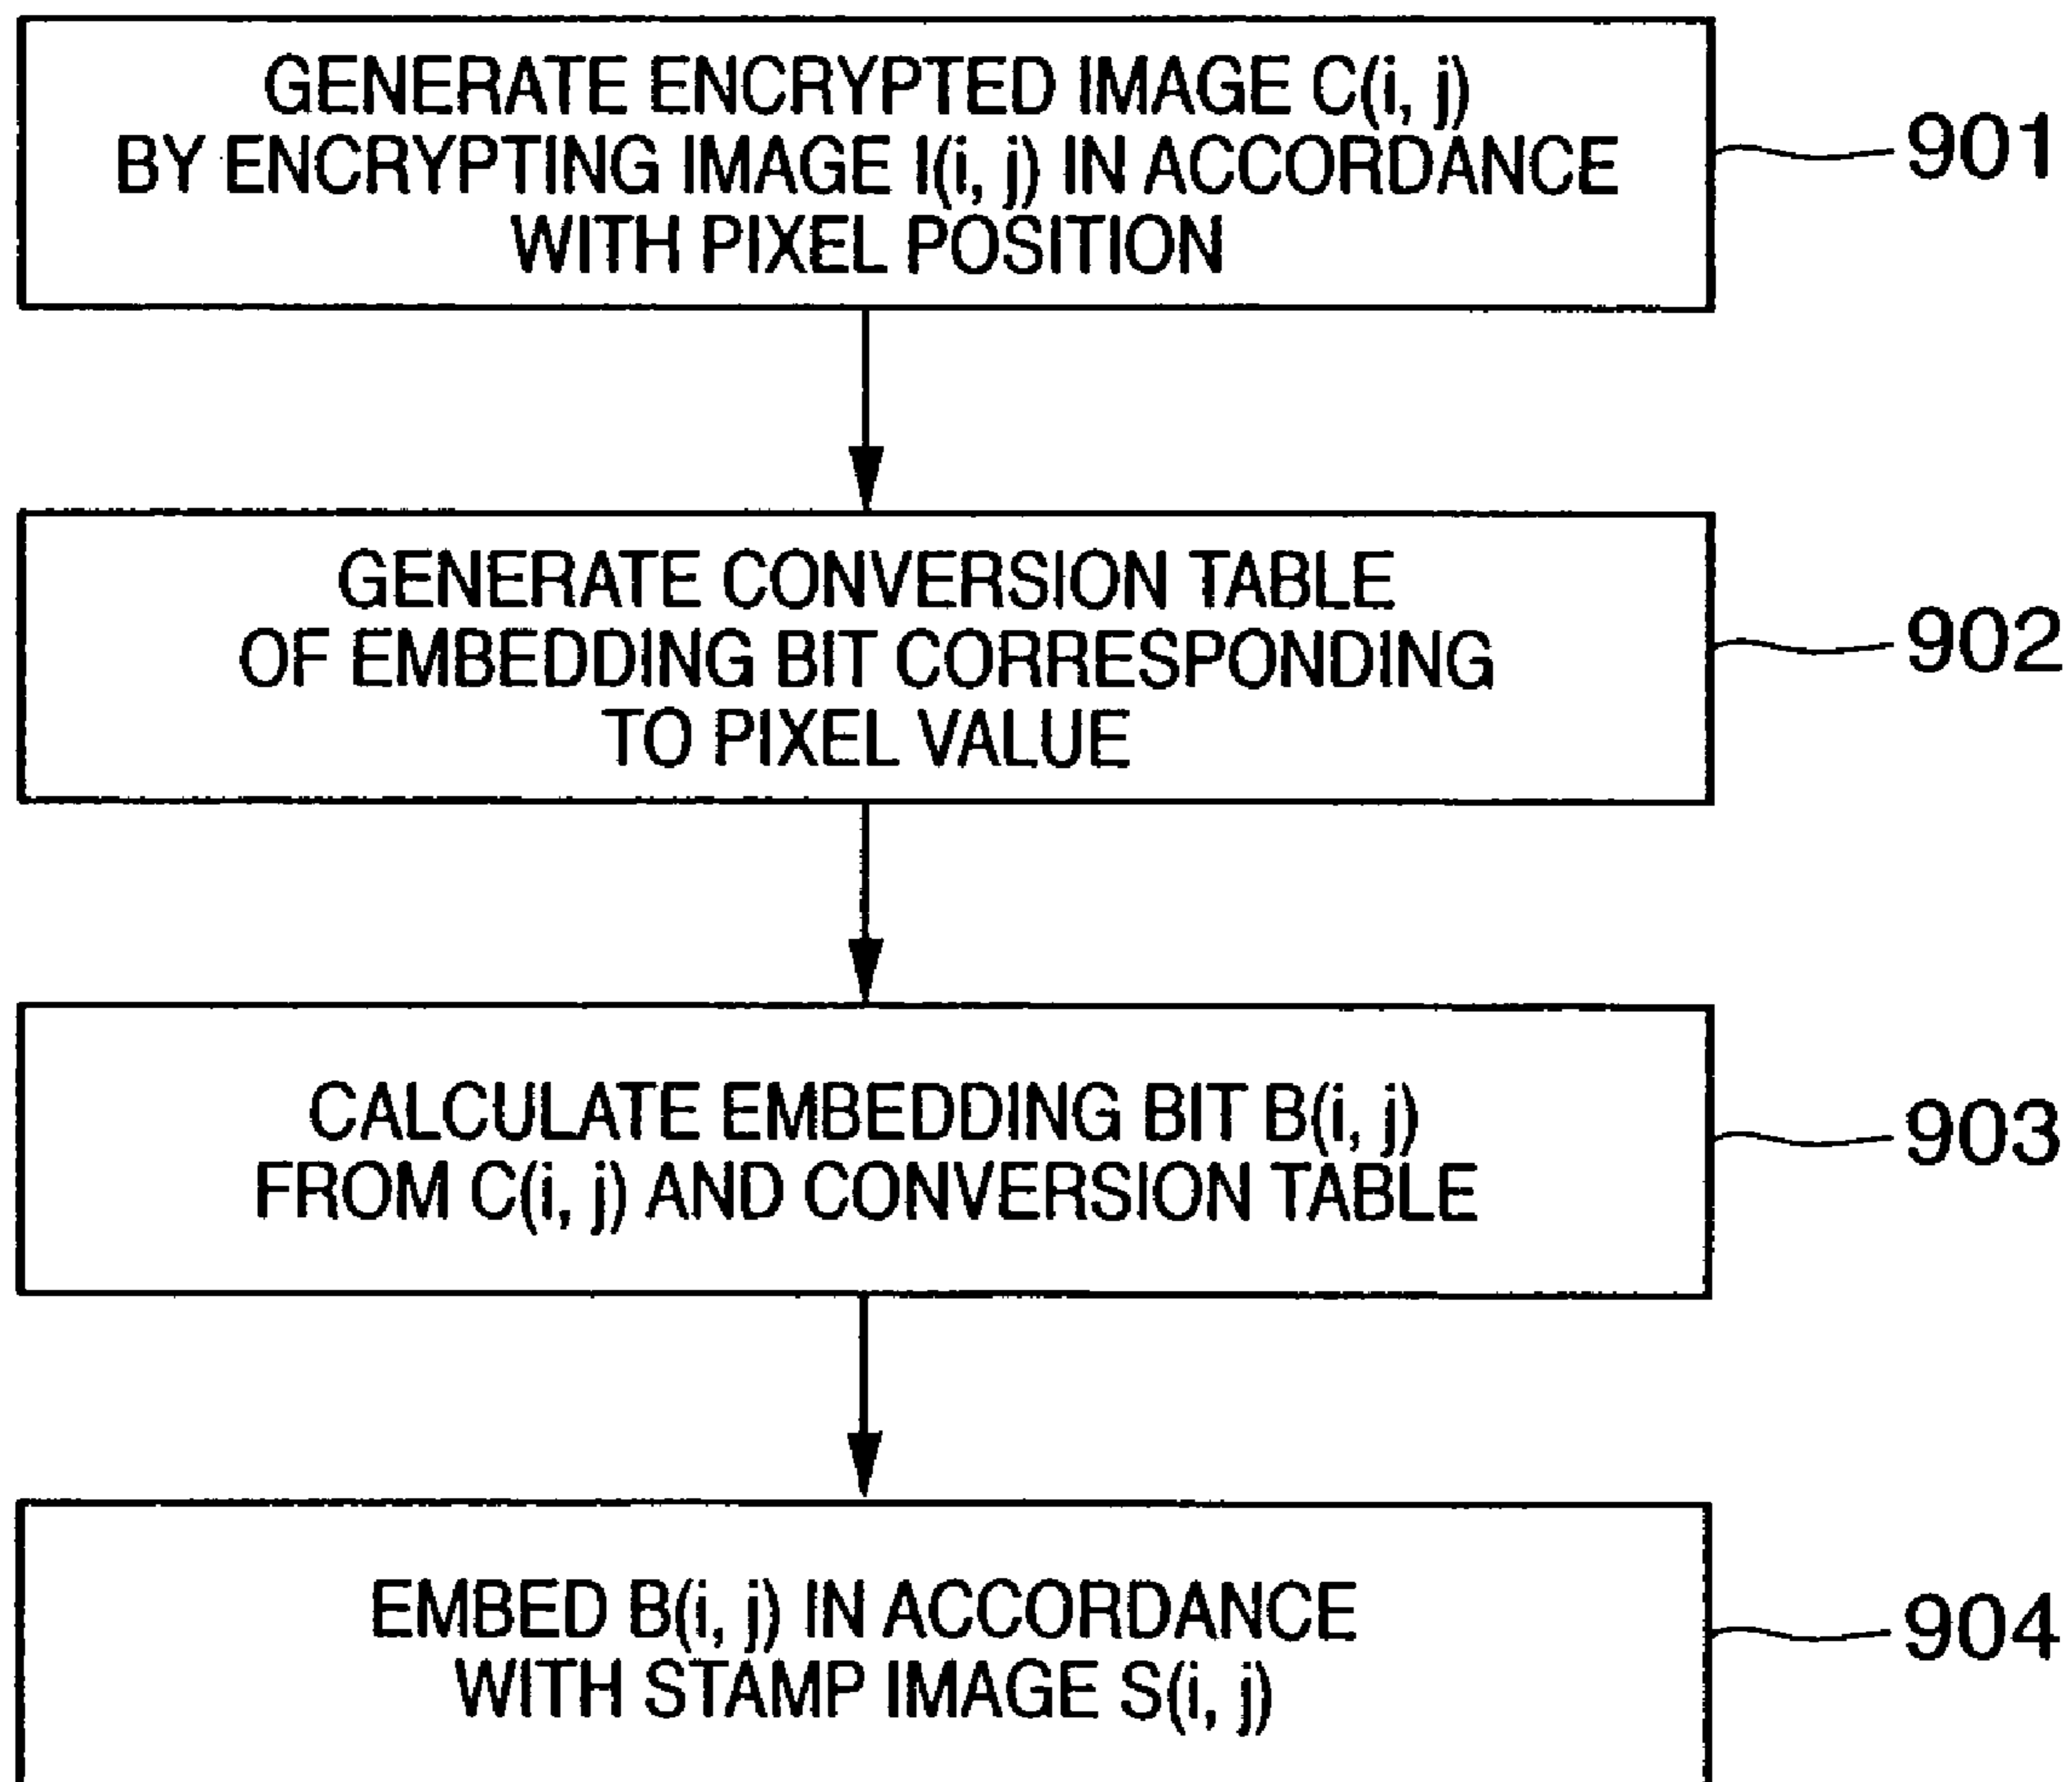 GENERATE ENCRYPTED IMAGE C(i, j)
BY ENCRYPTING IMAGE I(i, j) IN ACCORDANCE
WITH PIXEL POSITION
901
GENERATE CONVERSION TABLE
OF EMBEDDING BIT CORRESPONDING
TO PIXEL VALUE
902
CALCULATE EMBEDDING BIT B(i, j)
FROM C(i, j) AND CONVERSION TABLE
903
EMBED B(i, j) IN ACCORDANCE
WITH STAMP IMAGE S(i, j)
904